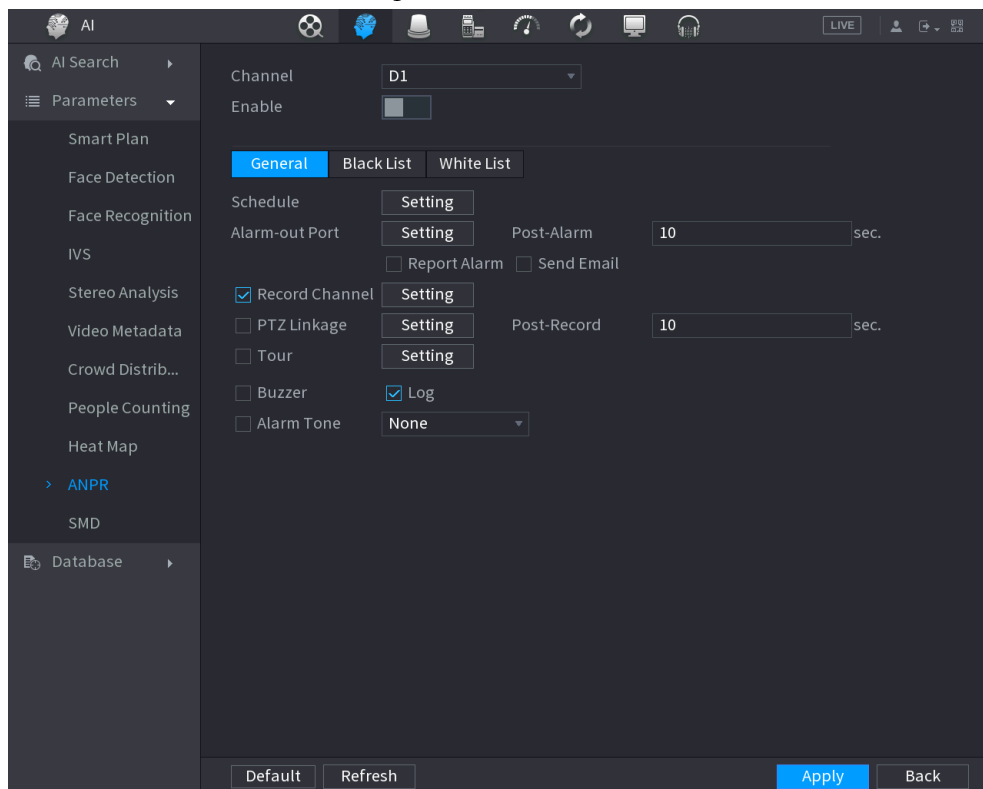 AI
LIVE
AI Search
Parameters
Smart Plan
Face Detection
Face Recognition
IVS
Stereo Analysis
Video Metadata
Crowd Distrib...
People Counting
Heat Map
ANPR
SMD
Database
Channel D1
Enable
General Black List White List
Schedule Setting
Alarm-out Port Setting Post-Alarm 10 sec.
Report Alarm Send Email
Record Channel Setting
PTZ Linkage Setting Post-Record 10 sec.
Tour Setting
Buzzer Log
Alarm Tone None
Default Refresh Apply Back